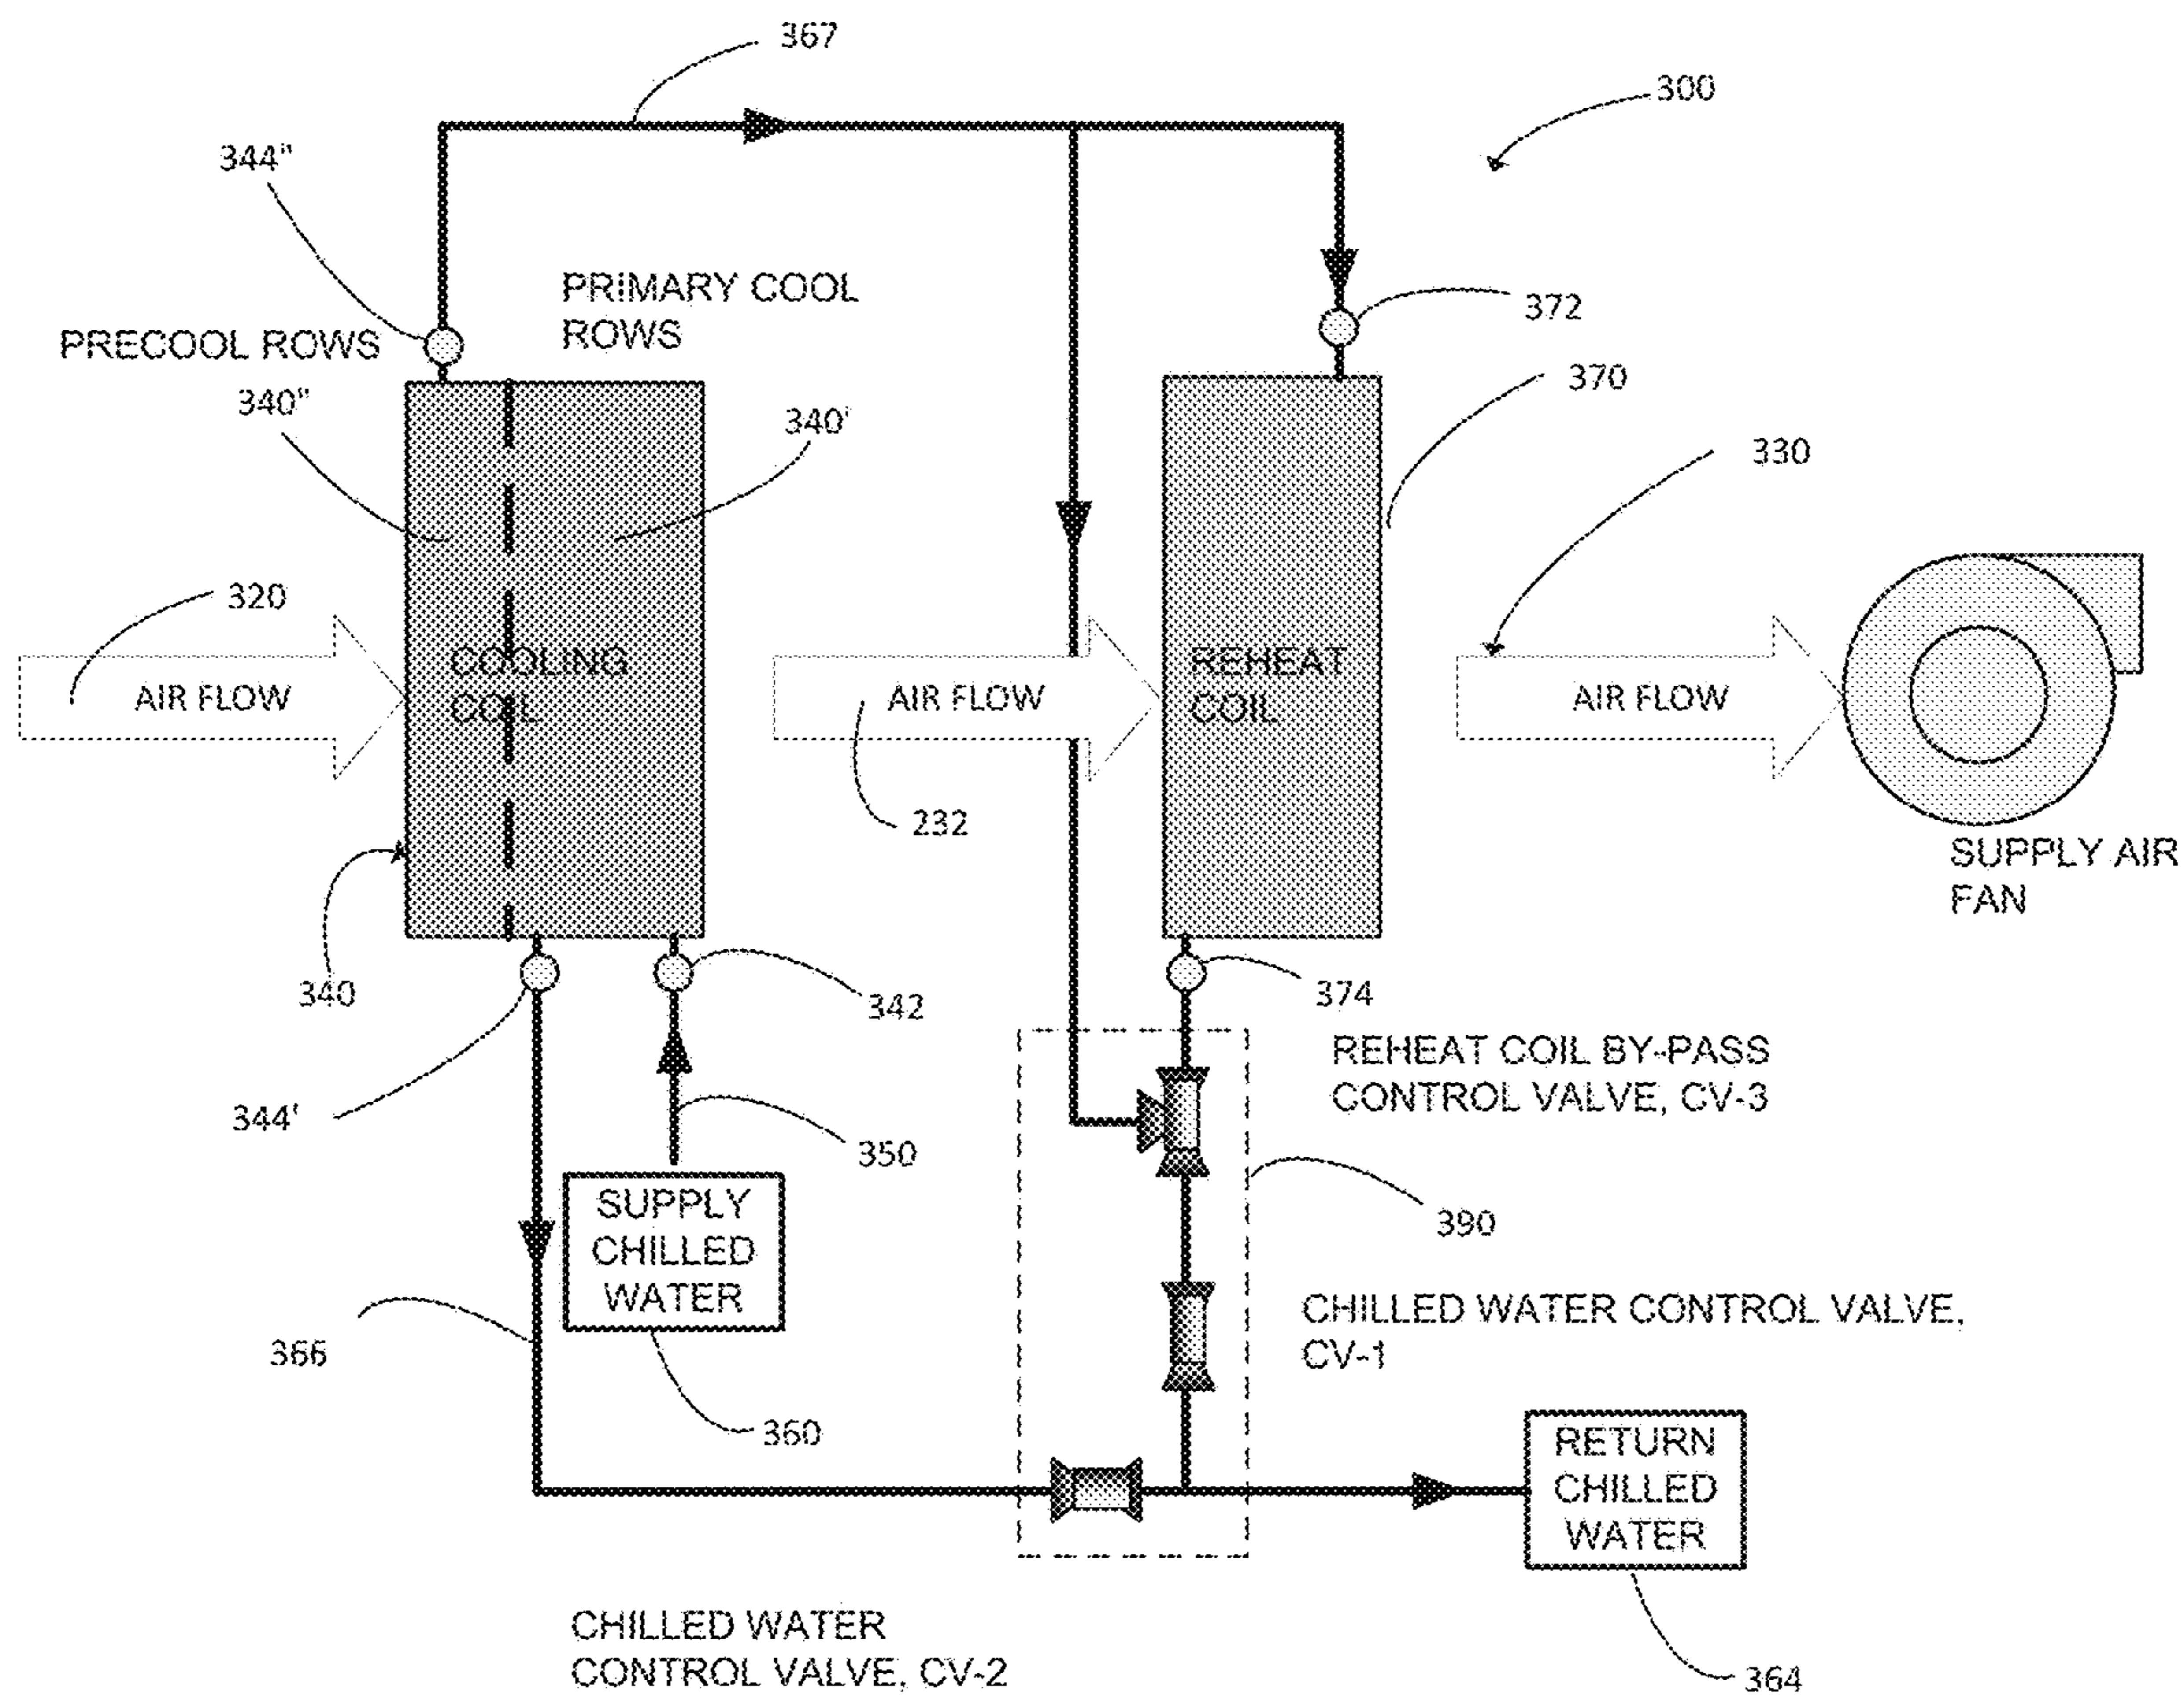 367
300
344"
PRIMARY COOL
ROWS
372
PRECOOL ROWS
370
340"
340'
330
320
COOLING
COIL
REHEAT
COIL
AIR FLOW
AIR FLOW
AIR FLOW
232
SUPPLY AIR
FAN
340
342
374
REHEAT COIL BY-PASS
CONTROL VALVE, CV-3
344'
350
SUPPLY
CHILLED
WATER
390
CHILLED WATER CONTROL VALVE,
CV-1
366
360
RETURN
CHILLED
WATER
CHILLED WATER
CONTROL VALVE, CV-2
364